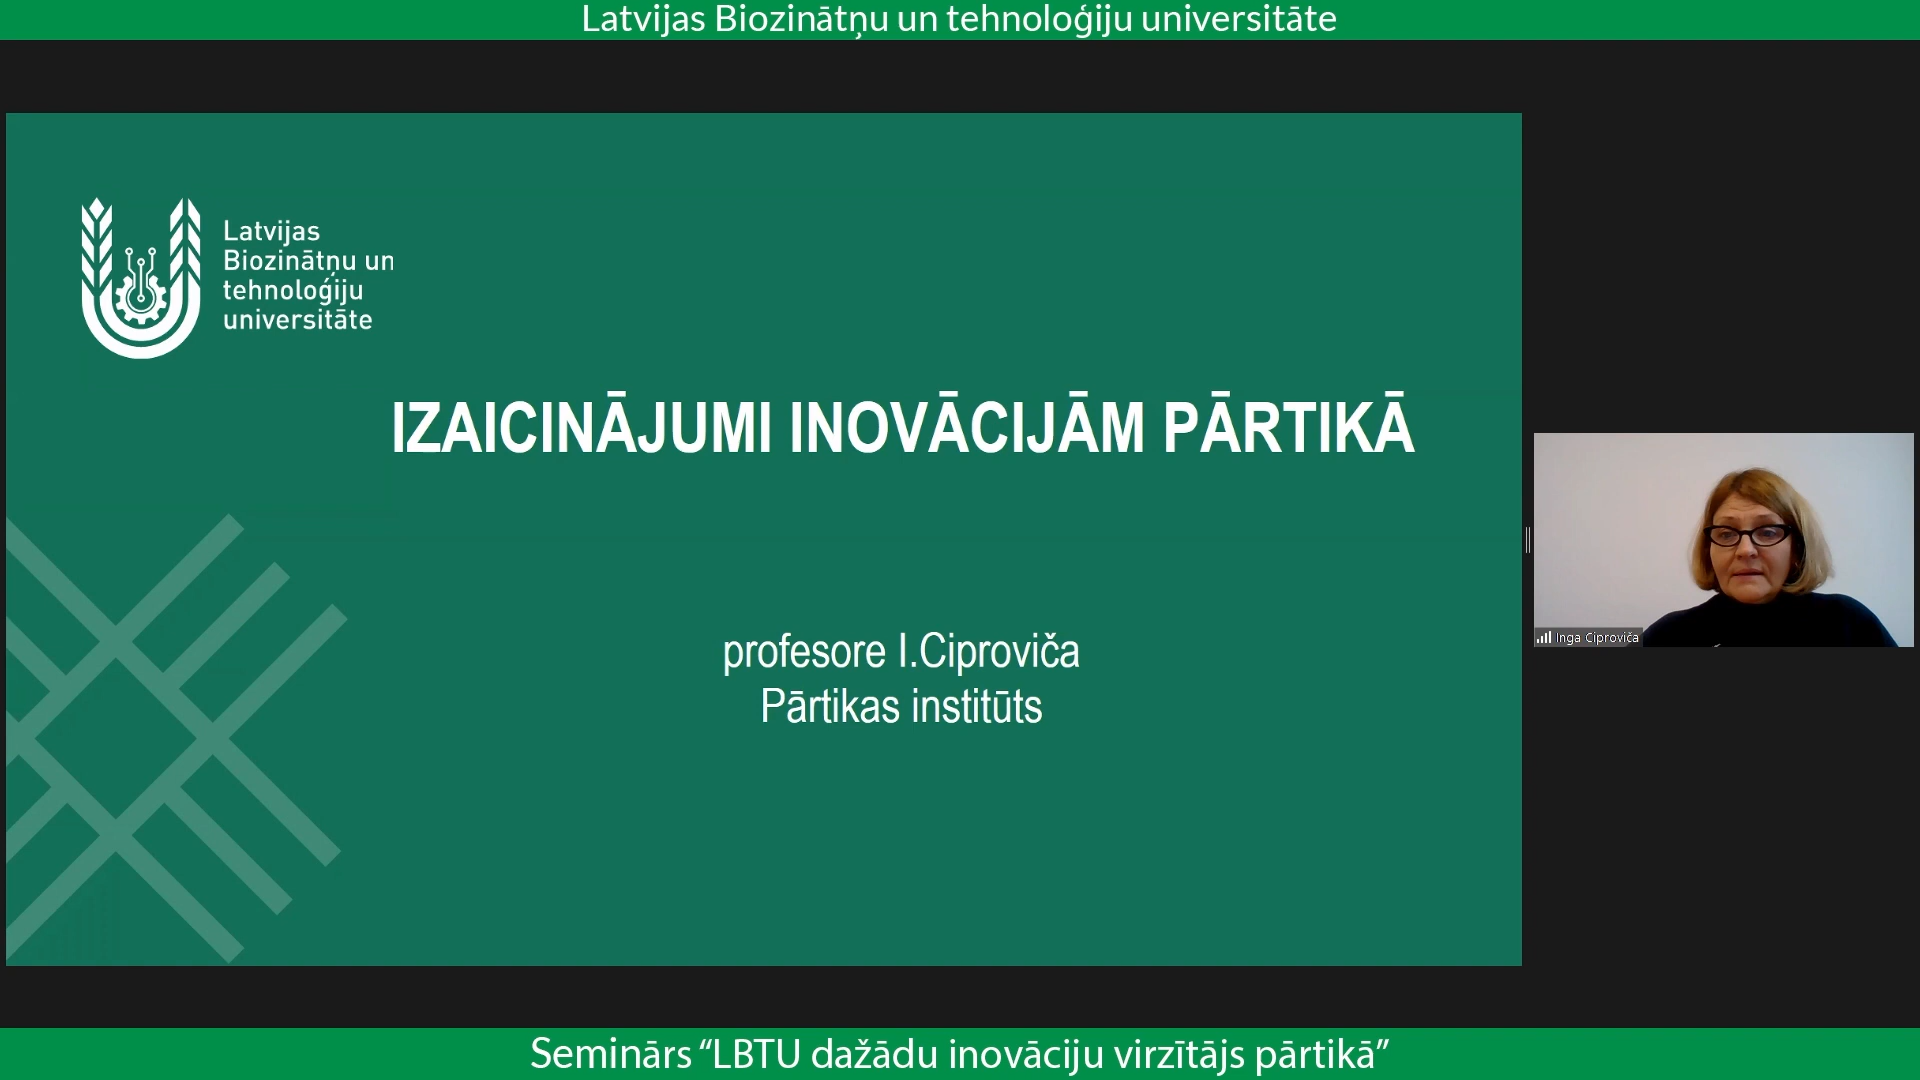 Latvijas Biozinātņu un tehnoloģiju universitāte
Latvijas
Biozinātņu un
tehnoloģiju
universitāte
IZAICINĀJUMI INOVĀCIJĀM PĀRTIKĀ
profesore I.Ciproviča
Pārtikas institūts
Inga Ciproviča
Seminārs “LBTU dažādu inovāciju virzītājs pārtikā”